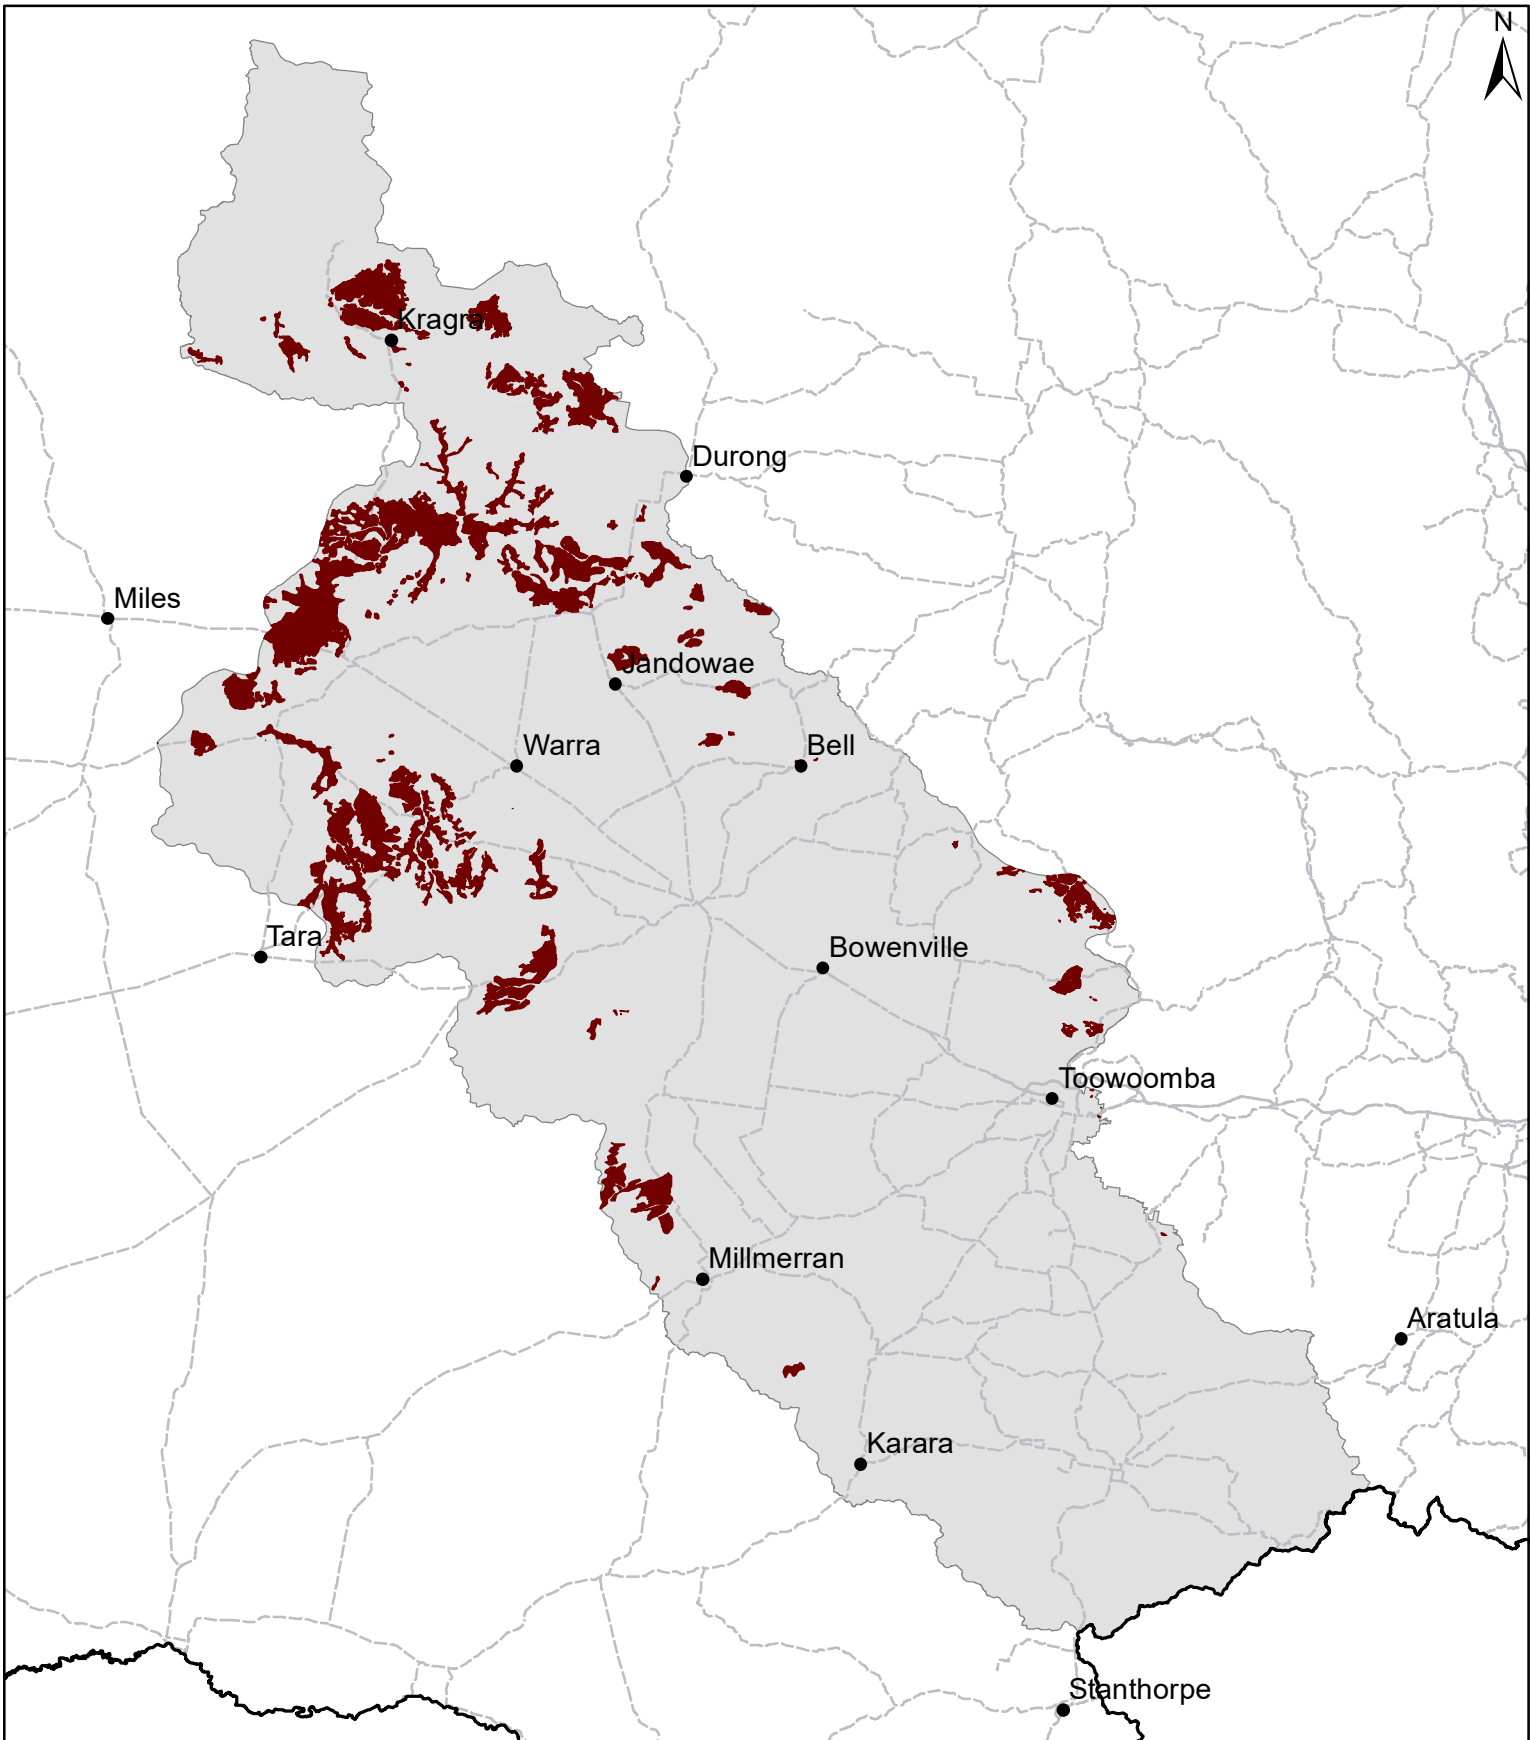 N
Kragra
Durong
Miles
Jandowae
Warra
Bell
Tara
Bowenville
Toowoomba
Millmerran
Aratula
Karara
Stanthorpe